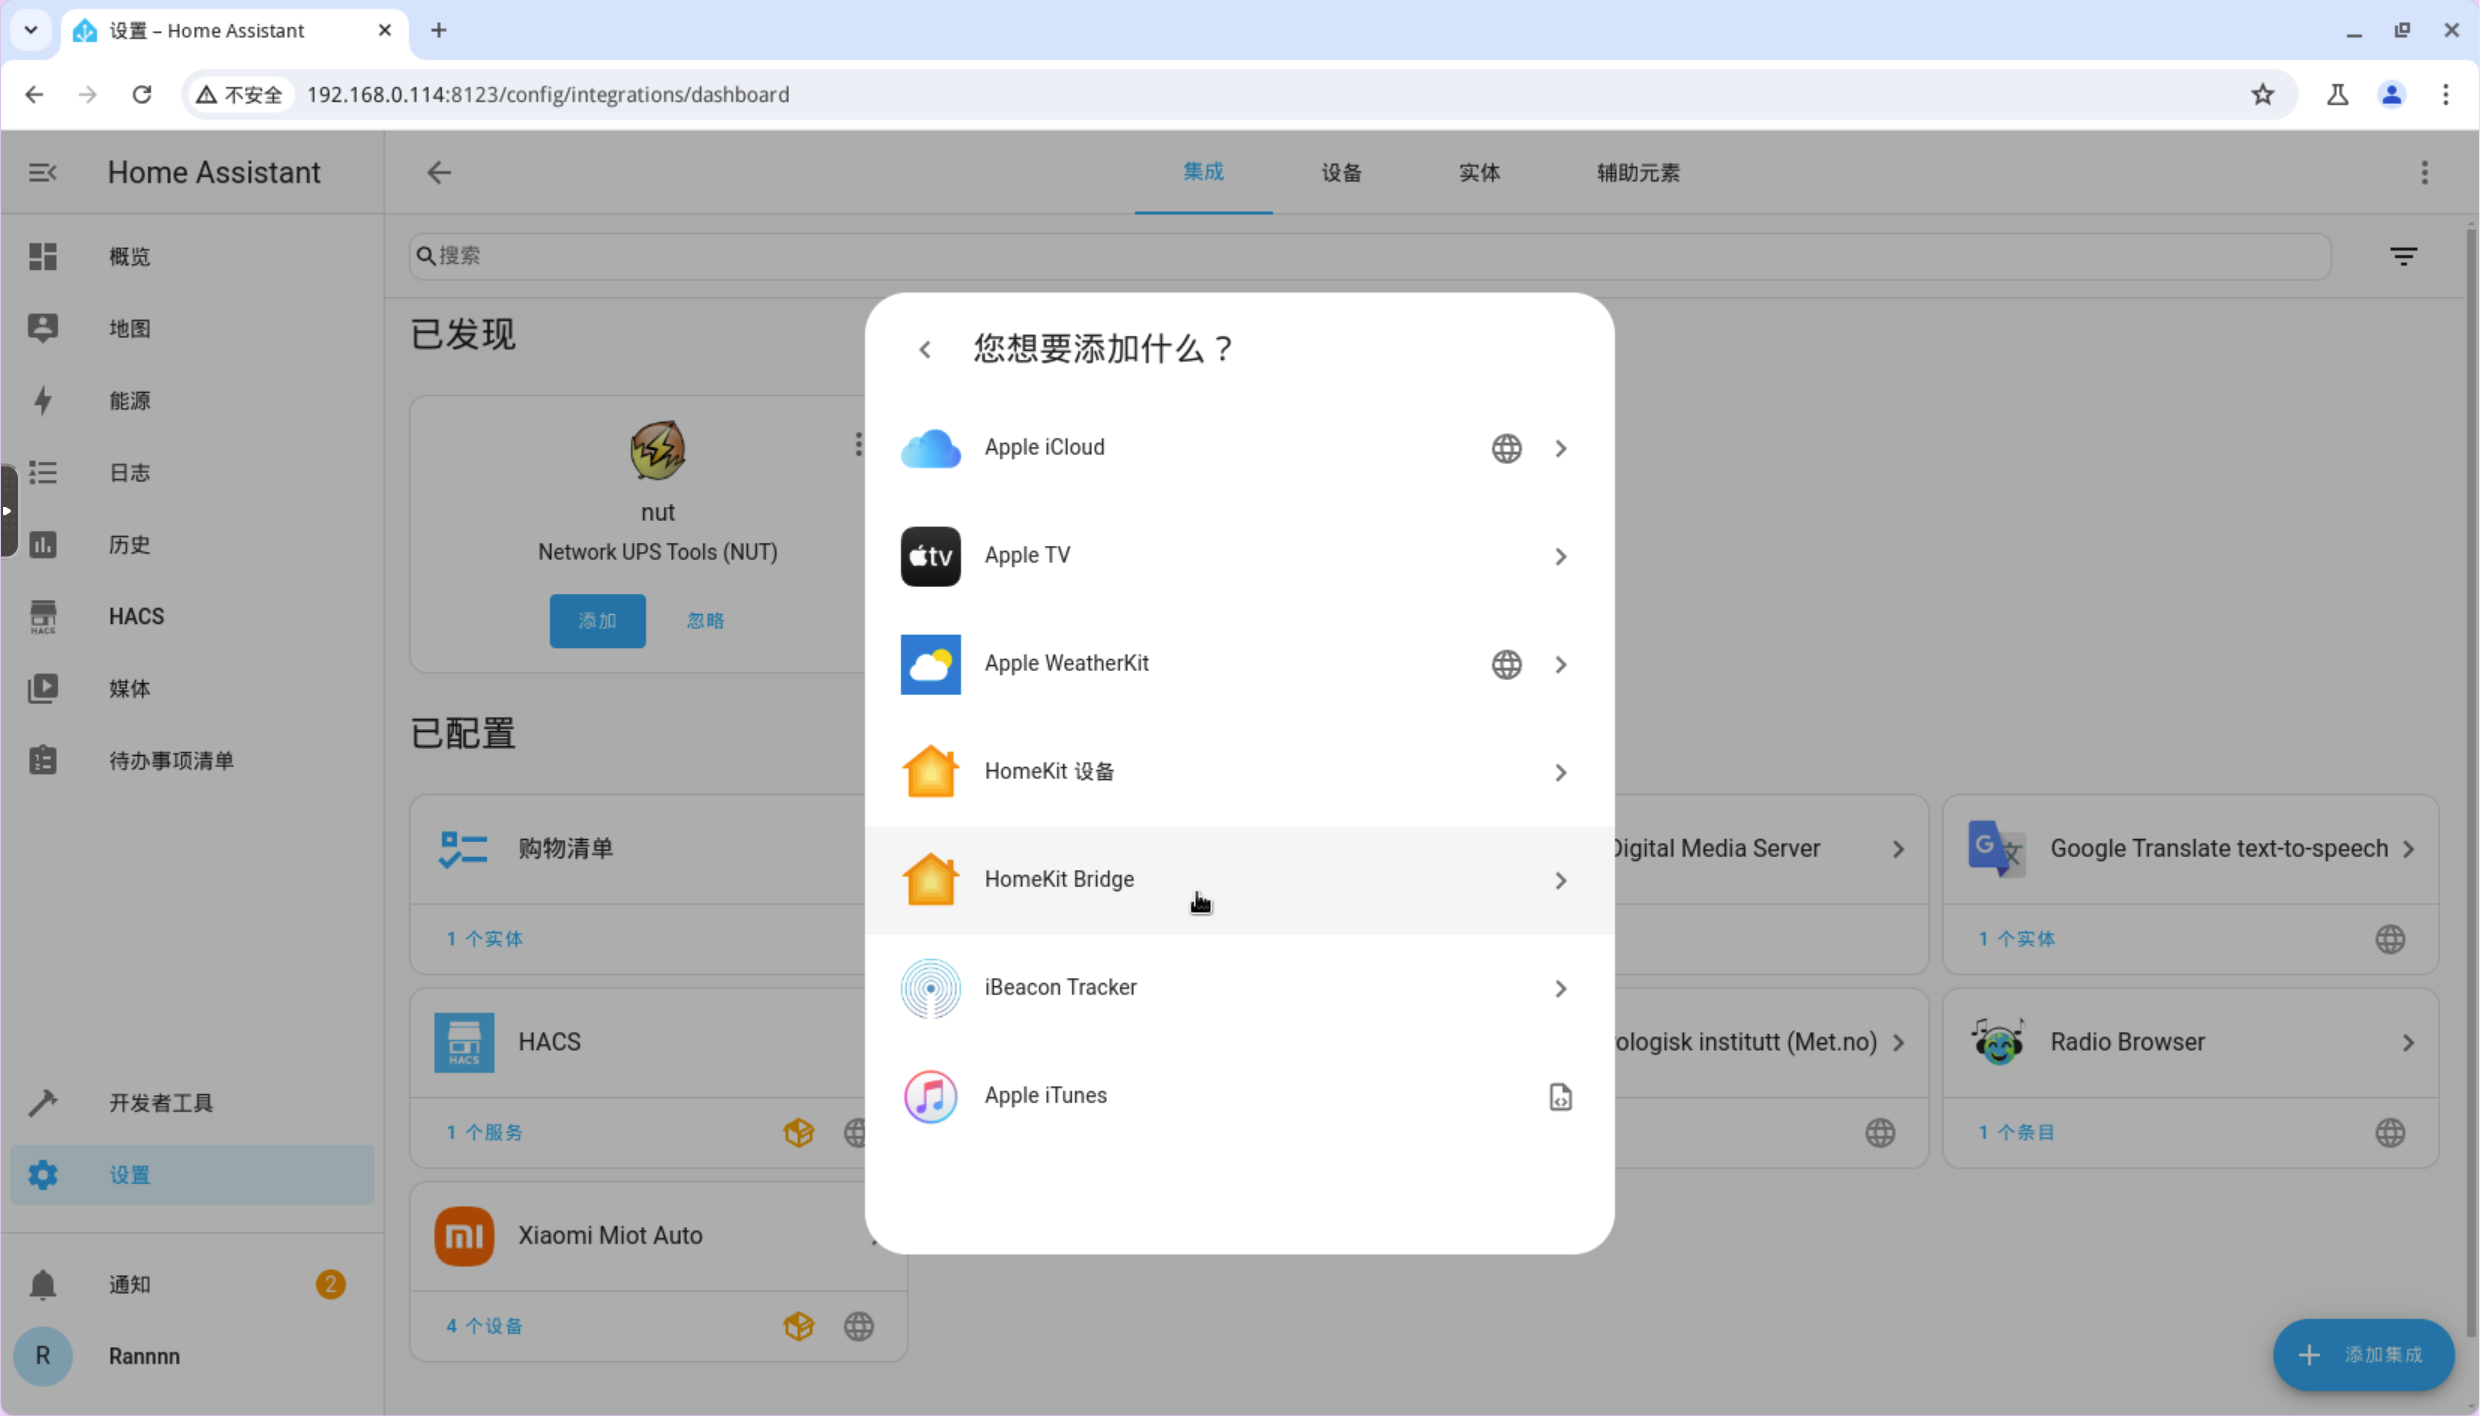 设置 – Home Assistant
不安全
192.168.0.114:8123/config/integrations/dashboard
Home Assistant
集成
设备
实体
辅助元素
概览
地图
能源
日志
历史
HACS
HACS
媒体
待办事项清单
开发者工具
设置
通知
2
R
Rannnn
搜索
已发现
nut
Network UPS Tools (NUT)
添加
忽略
已配置
购物清单
1 个实体
Digital Media Server
Google Translate text-to-speech
1 个实体
HACS
HACS
1 个服务
ologisk institutt (Met.no)
Radio Browser
1 个条目
Xiaomi Miot Auto
4 个设备
您想要添加什么？
Apple iCloud
tv
Apple TV
Apple WeatherKit
HomeKit 设备
HomeKit Bridge
iBeacon Tracker
Apple iTunes
添加集成